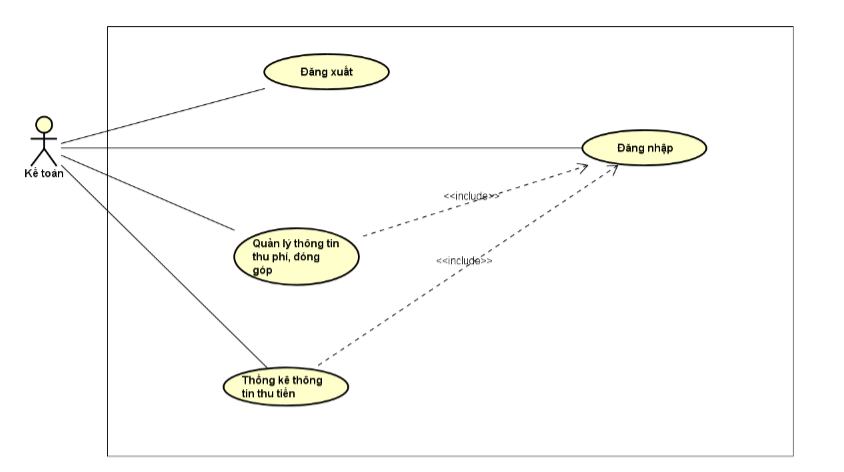 Đăng xuất
Đăng nhập
Kế toán
<<include>>
Quản lý thông tin
thu phí, đóng
góp
<<include>>
Thống kê thông
tin thu tiền